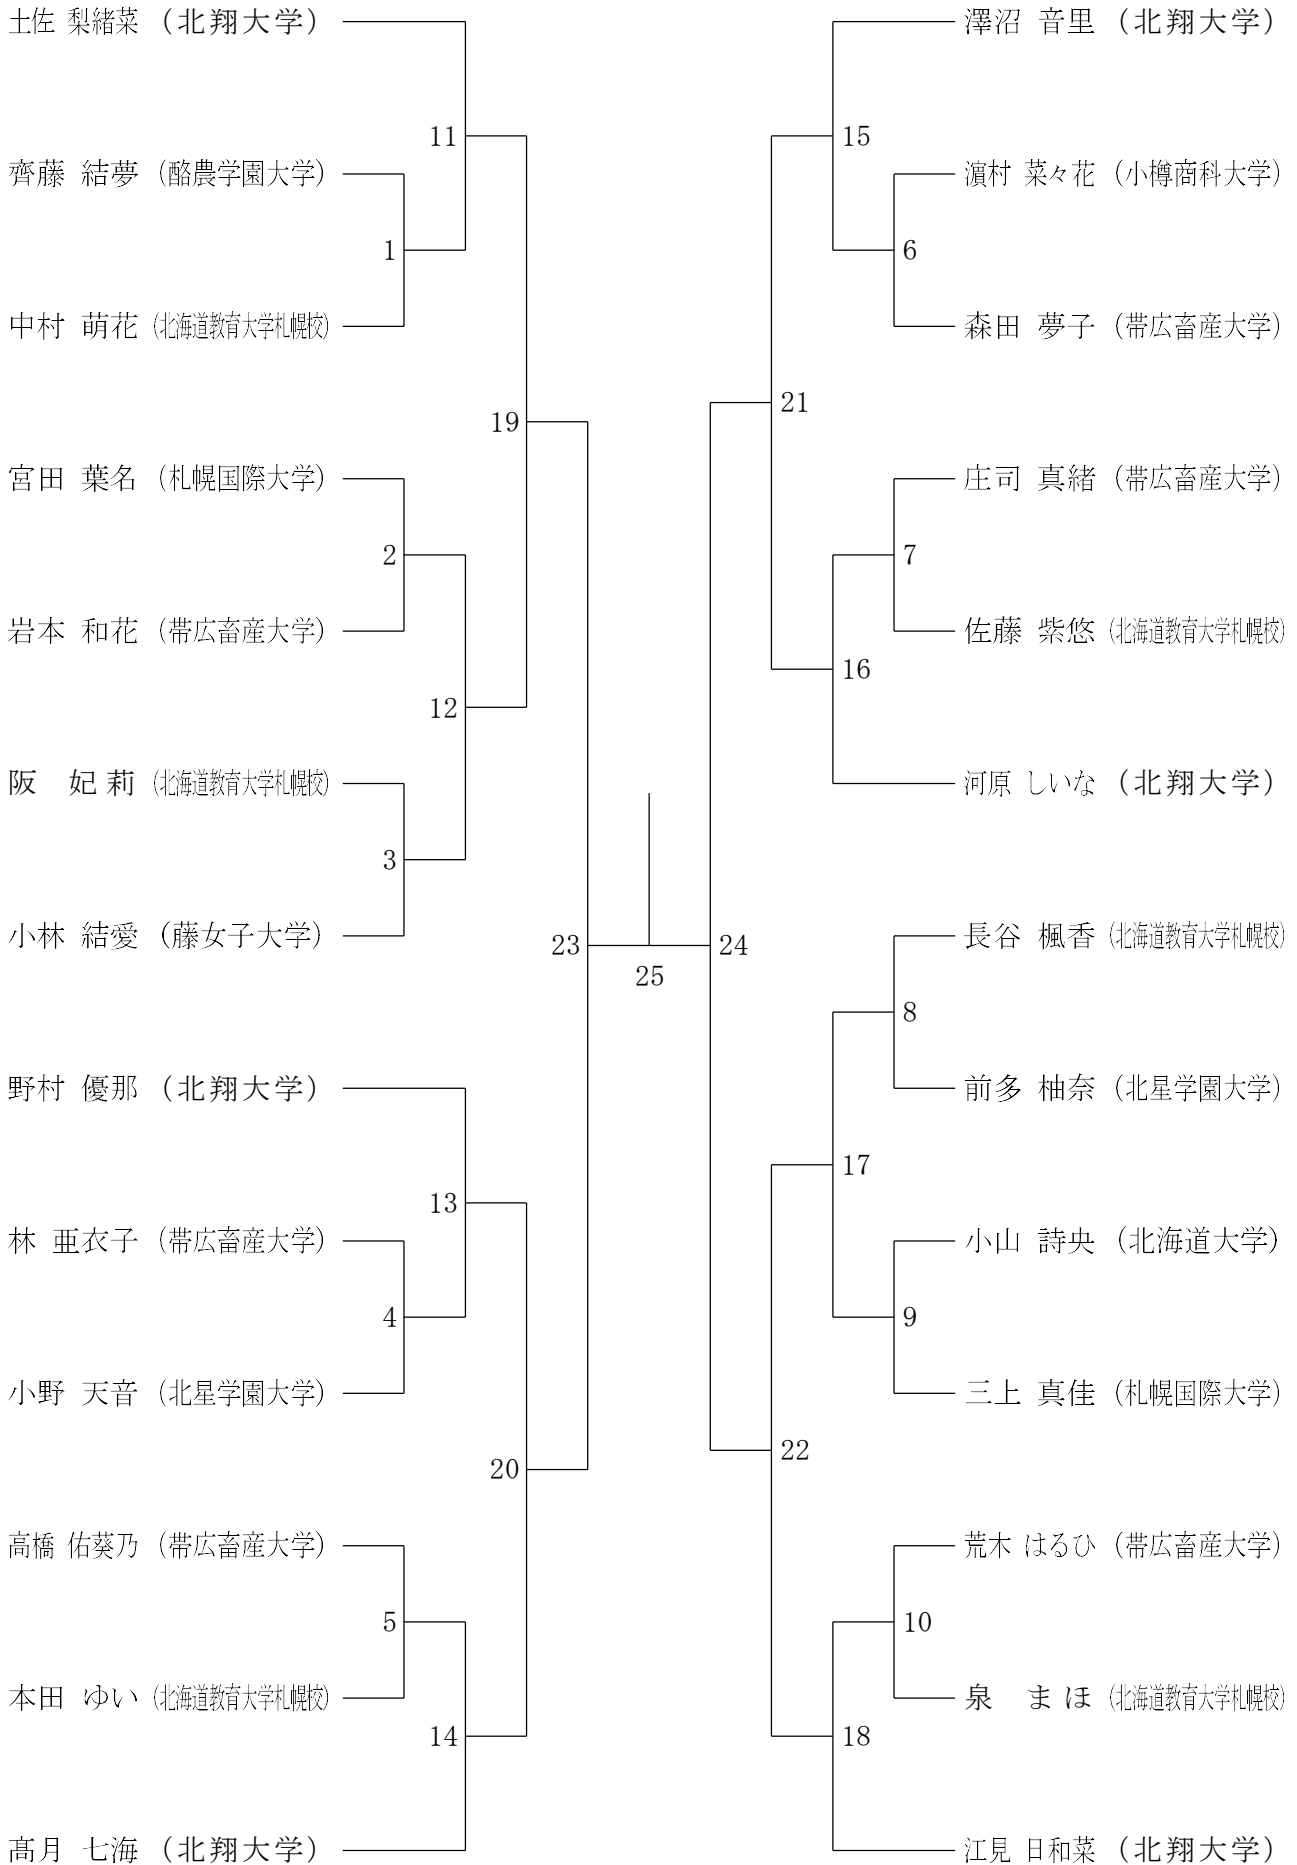 土佐 梨緒菜 (北翔大学)
11
齊藤 結夢 (酪農学園大学)
1
中村 萌花 (北海道教育大学札幌校)
19
宮田 葉名 (札幌国際大学)
2
岩本 和花 (帯広畜産大学)
12
阪 妃莉 (北海道教育大学札幌校)
3
小林 結愛 (藤女子大学)
23
25
野村 優那 (北翔大学)
13
林 亜衣子 (帯広畜産大学)
4
小野 天音 (北星学園大学)
20
高橋 佑葵乃 (帯広畜産大学)
5
本田 ゆい (北海道教育大学札幌校)
14
髙月 七海 (北翔大学)
澤沼 音里 (北翔大学)
15
濵村 菜々花 (小樽商科大学)
6
森田 夢子 (帯広畜産大学)
21
庄司 真緒 (帯広畜産大学)
7
佐藤 紫悠 (北海道教育大学札幌校)
16
河原 しいな (北翔大学)
24
長谷 楓香 (北海道教育大学札幌校)
8
前多 柚奈 (北星学園大学)
17
小山 詩央 (北海道大学)
9
三上 真佳 (札幌国際大学)
22
荒木 はるひ (帯広畜産大学)
10
泉 まほ (北海道教育大学札幌校)
18
江見 日和菜 (北翔大学)